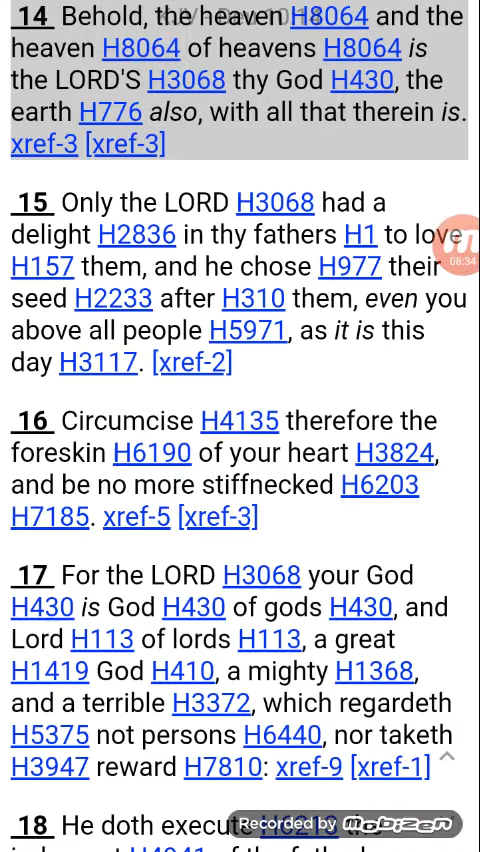 14 Behold, the heaven H8064 and the
heaven H8064 of heavens H8064 is
the LORD'S H3068 thy God H430, the
earth H776 also, with all that therein is.
xref-3 [xref-3]
15 Only the LORD H3068 had a
delight H2836 in thy fathers H1 to love
H157 them, and he chose H977 their
seed H2233 after H310 them, even you
above all people H5971, as it is this
day H3117. [xref-2]
08:34
16 Circumcise H4135 therefore the
foreskin H6190 of your heart H3824,
and be no more stiffnecked H6203
H7185. xref-5 [xref-3]
17 For the LORD H3068 your God
H430 is God H430 of gods H430, and
Lord H113 of lords H113, a great
H1419 God H410, a mighty H1368,
and a terrible H3372, which regardeth
H5375 not persons H6440, nor taketh
H3947 reward H7810: xref-9 [xref-1]
18 He doth execute
Recorded by MOBIZEN